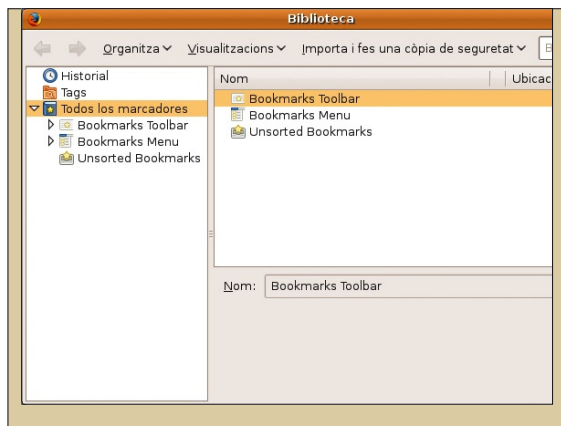 Biblioteca
Organitza Visualitzacions Importa i fes una còpia de seguretat
Historial
Tags
Todos los marcadores
Bookmarks Toolbar
Bookmarks Menu
Unsorted Bookmarks
Nom Ubicac
Bookmarks Toolbar
Bookmarks Menu
Unsorted Bookmarks
Nom: Bookmarks Toolbar